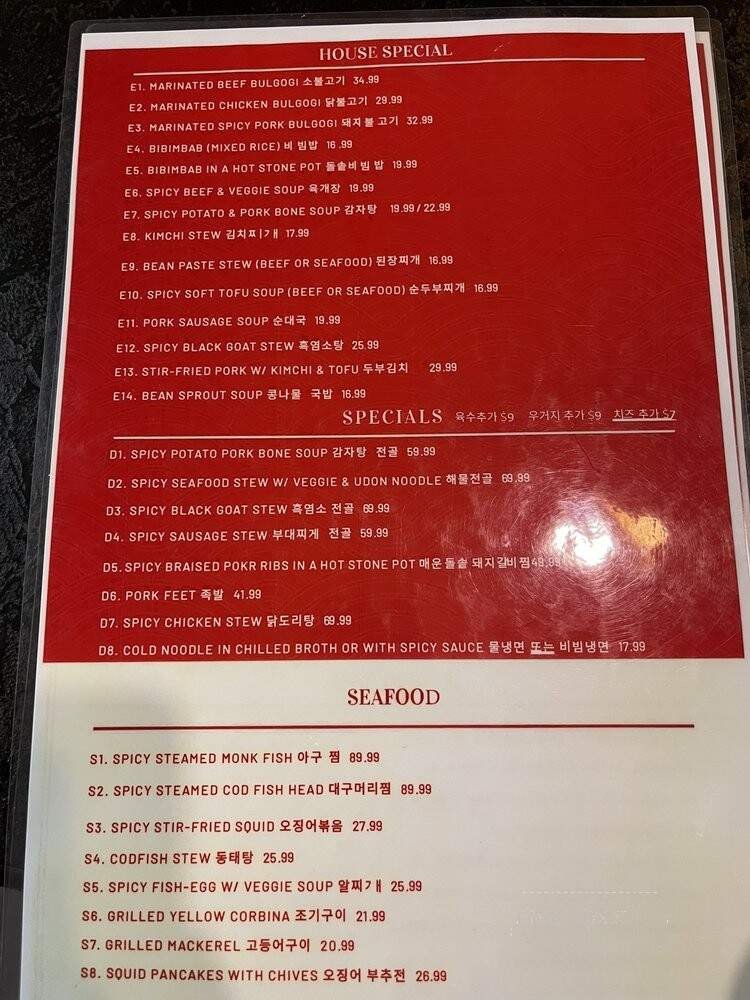 HOUSE SPECIAL
E1. MARINATED BEEF BULGOGI 소불고기 34.99
E2. MARINATED CHICKEN BULGOGI 닭불고기 29.99
E3. MARINATED SPICY PORK BULGOGI 돼지불고기 32.99
E4. BIBIMBAB (MIXED RICE) 비빔밥 16.99
E5. BIBIMBAB IN A HOT STONE POT 돌솥비빔밥 19.99
E6. SPICY BEEF & VEGGIE SOUP 육개장 19.99
E7. SPICY POTATO & PORK BONE SOUP 감자탕 19.99 / 22.99
E8. KIMCHI STEW 김치찌개 17.99
E9. BEAN PASTE STEW (BEEF OR SEAFOOD) 된장찌개 16.99
E10. SPICY SOFT TOFU SOUP (BEEF OR SEAFOOD) 순두부찌개 16.99
E11. PORK SAUSAGE SOUP 순대국 19.99
E12. SPICY BLACK GOAT STEW 흑염소탕 25.99
E13. STIR-FRIED PORK W/ KIMCHI & TOFU 두부김치 29.99
E14. BEAN SPROUT SOUP 콩나물 국밥 16.99
SPECIALS 육수추가 $9 우거지 추가 $9 치즈 추가 $7
D1. SPICY POTATO PORK BONE SOUP 감자탕 전골 59.99
D2. SPICY SEAFOOD STEW W/ VEGGIE & UDON NOODLE 해물전골 69.99
D3. SPICY BLACK GOAT STEW 흑염소 전골 69.99
D4. SPICY SAUSAGE STEW 부대찌게 전골 59.99
D5. SPICY BRAISED POKR RIBS IN A HOT STONE POT 매운돌솥 돼지갈비찜 49.99
D6. PORK FEET 족발 41.99
D7. SPICY CHICKEN STEW 닭도리탕 69.99
D8. COLD NOODLE IN CHILLED BROTH OR WITH SPICY SAUCE 물냉면 또는 비빔냉면 17.99
SEAFOOD
S1. SPICY STEAMED MONK FISH 아구 찜 89.99
S2. SPICY STEAMED COD FISH HEAD 대구머리찜 89.99
S3. SPICY STIR-FRIED SQUID 오징어볶음 27.99
S4. CODFISH STEW 동태탕 25.99
S5. SPICY FISH-EGG W/ VEGGIE SOUP 알찌개 25.99
S6. GRILLED YELLOW CORBINA 조기구이 21.99
S7. GRILLED MACKEREL 고등어구이 20.99
S8. SQUID PANCAKES WITH CHIVES 오징어 부추전 26.99